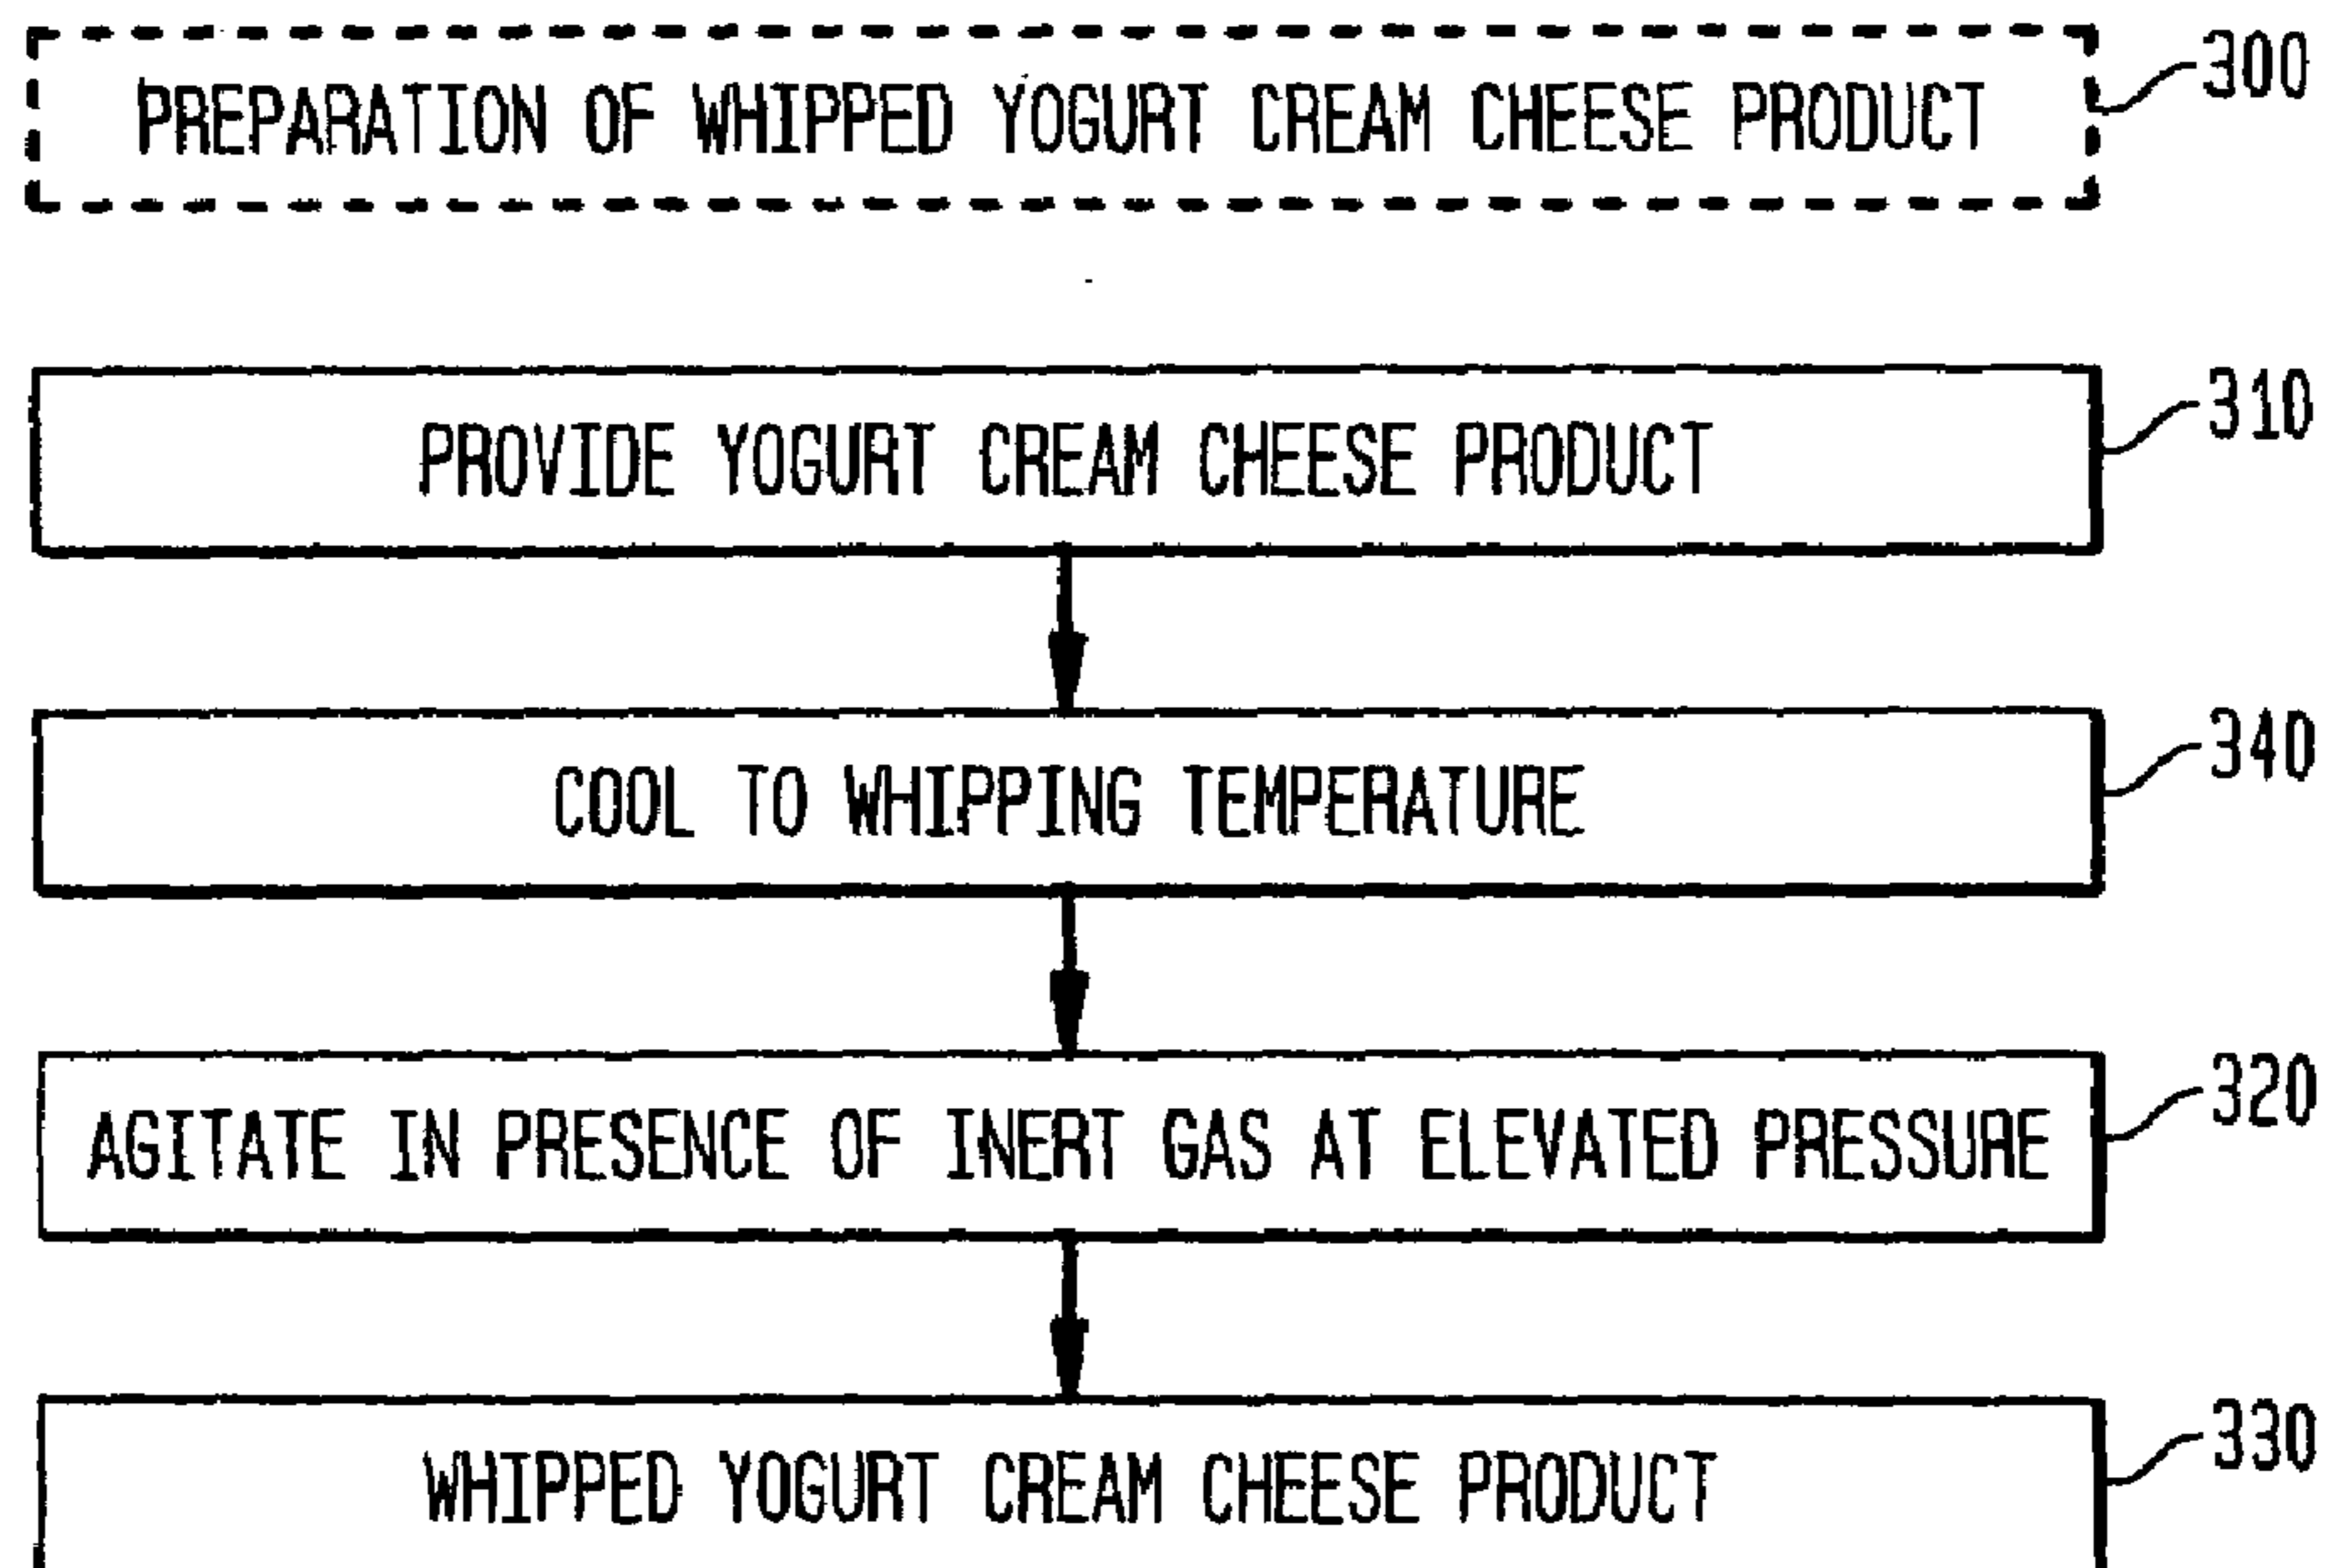 PREPARATION OF WHIPPED YOGURT CREAM CHEESE PRODUCT
300
PROVIDE YOGURT CREAM CHEESE PRODUCT
310
COOL TO WHIPPING TEMPERATURE
340
AGITATE IN PRESENCE OF INERT GAS AT ELEVATED PRESSURE
320
WHIPPED YOGURT CREAM CHEESE PRODUCT
330